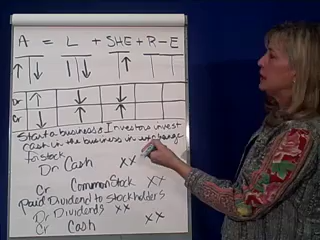 A = L + SHE + R - E
↑ ↓ ↑ ↓ ↑
Dr ↑ ↓ ↓
Cr ↓ ↑ ↑
Start a business & Investors invest
cash in the business in exchange
for stock
Dr Cash xx
Cr Common Stock xx
Paid Dividend to stockholders
Dr Dividends xx
Cr Cash xx